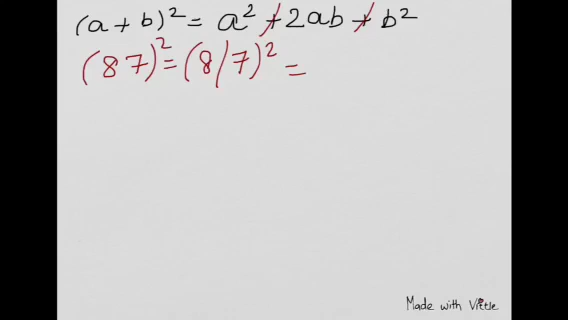 (a + b)² = a² + 2ab + b²
(87)² = (8/7)² =
Made with Vittle